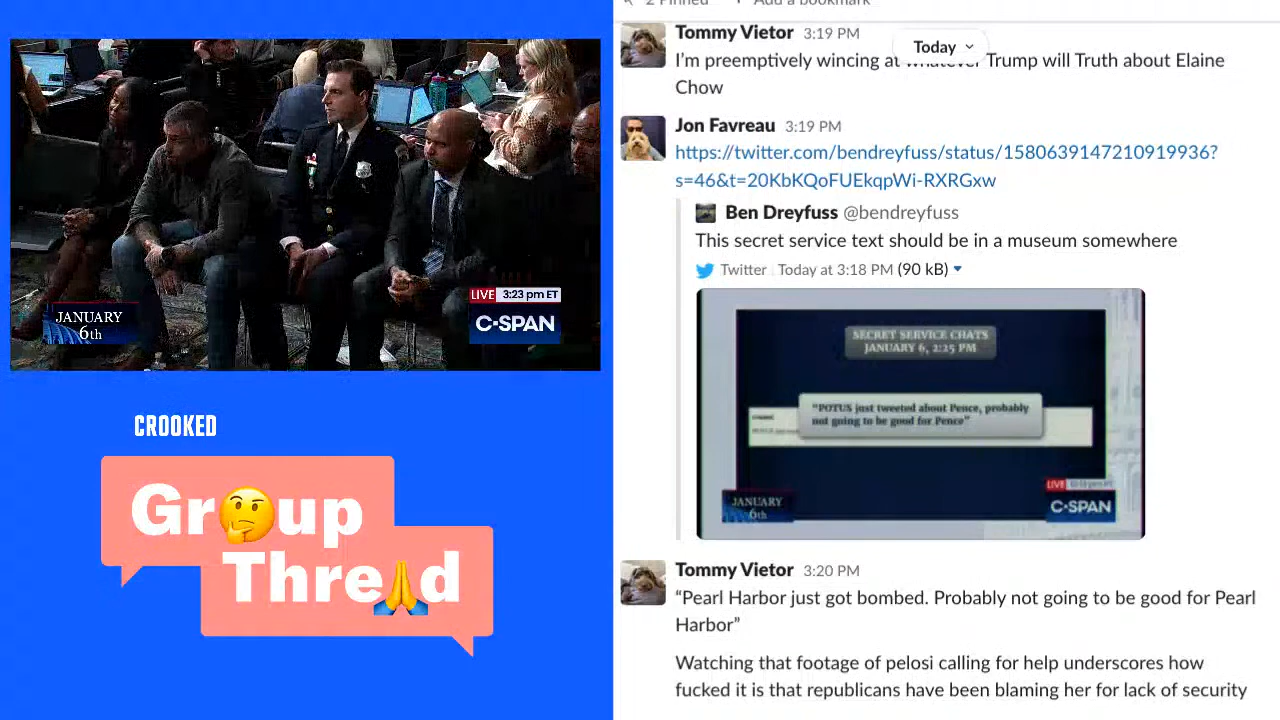 JANUARY
6th
LIVE 3:23 pm ET
C-SPAN
CROOKED
Gr🤔up
Thre🙏d
2 Pinned + Add a bookmark
Tommy Vietor 3:19 PM
Today
I’m preemptively wincing at whatever Trump will Truth about Elaine
Chow
Jon Favreau 3:19 PM
https://twitter.com/bendreyfuss/status/1580639147210919936?
s=46&t=20KbKQoFUEkqpWi-RXRGxw
Ben Dreyfuss @bendreyfuss
This secret service text should be in a museum somewhere
Twitter Today at 3:18 PM (90 kB)
SECRET SERVICE CHATS
JANUARY 6, 2:25 PM
“POTUS just tweeted about Pence, probably
not going to be good for Pence”
JANUARY
6th
LIVE
C-SPAN
Tommy Vietor 3:20 PM
“Pearl Harbor just got bombed. Probably not going to be good for Pearl
Harbor”
Watching that footage of pelosi calling for help underscores how
fucked it is that republicans have been blaming her for lack of security